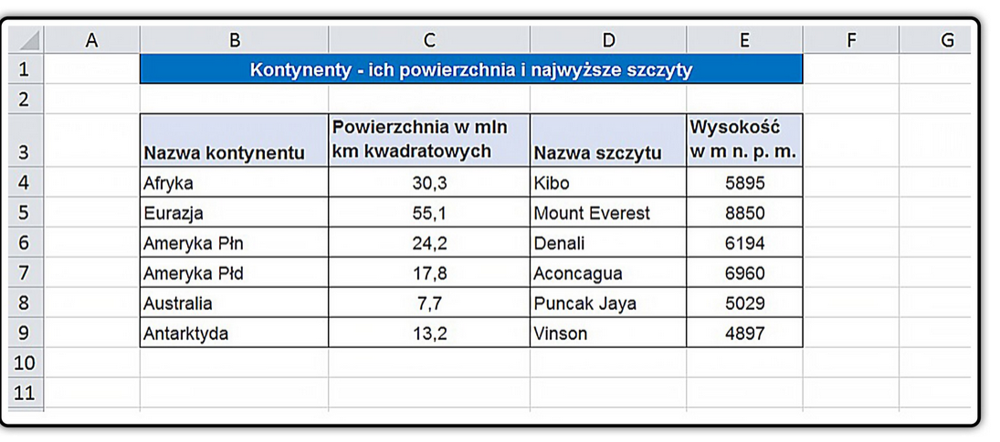 A B C D E F G
1 Kontynenty - ich powierzchnia i najwyższe szczyty
2
3 Nazwa kontynentu Powierzchnia w mln km kwadratowych Nazwa szczytu Wysokość w m n. p. m.
4 Afryka 30,3 Kibo 5895
5 Eurazja 55,1 Mount Everest 8850
6 Ameryka Płn 24,2 Denali 6194
7 Ameryka Płd 17,8 Aconcagua 6960
8 Australia 7,7 Puncak Jaya 5029
9 Antarktyda 13,2 Vinson 4897
10
11